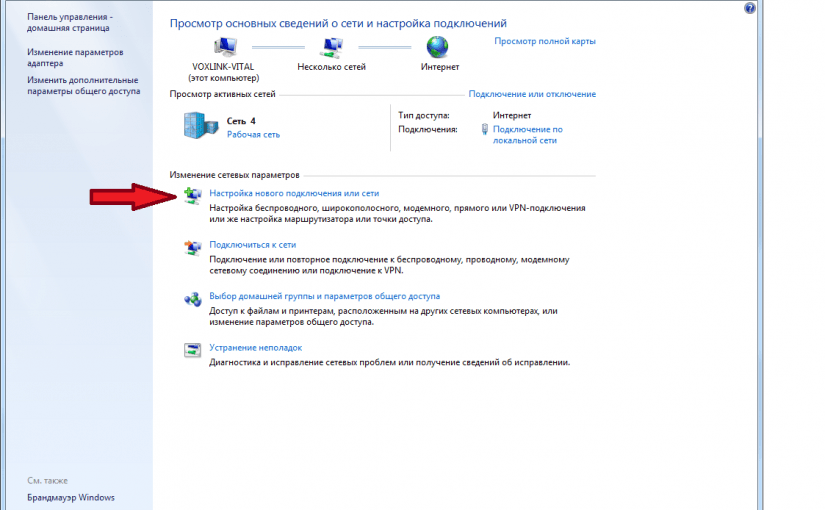 Панель управления -
домашняя страница
Изменение параметров
адаптера
Изменить дополнительные
параметры общего доступа
Просмотр основных сведений о сети и настройка подключений
Просмотр полной карты
VOXLINK-VITAL
(этот компьютер)
Несколько сетей
Интернет
Просмотр активных сетей
Подключение или отключение
Сеть 4
Рабочая сеть
Тип доступа: Интернет
Подключения: Подключение по
локальной сети
Изменение сетевых параметров
Настройка нового подключения или сети
Настройка беспроводного, широкополосного, модемного, прямого или VPN-подключения
или же настройка маршрутизатора или точки доступа.
Подключиться к сети
Подключение или повторное подключение к беспроводному, проводному, модемному
сетевому соединению или подключение к VPN.
Выбор домашней группы и параметров общего доступа
Доступ к файлам и принтерам, расположенным на других сетевых компьютерах, или
изменение параметров общего доступа.
Устранение неполадок
Диагностика и исправление сетевых проблем или получение сведений об исправлении.
См. также
Брандмауэр Windows